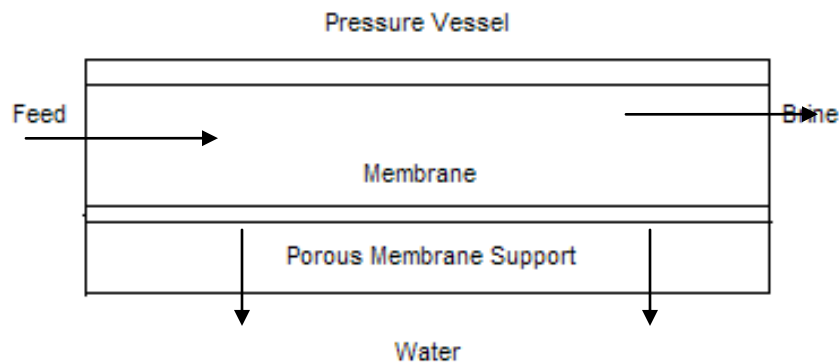 Pressure Vessel
Feed
Brine
Membrane
Porous Membrane Support
Water